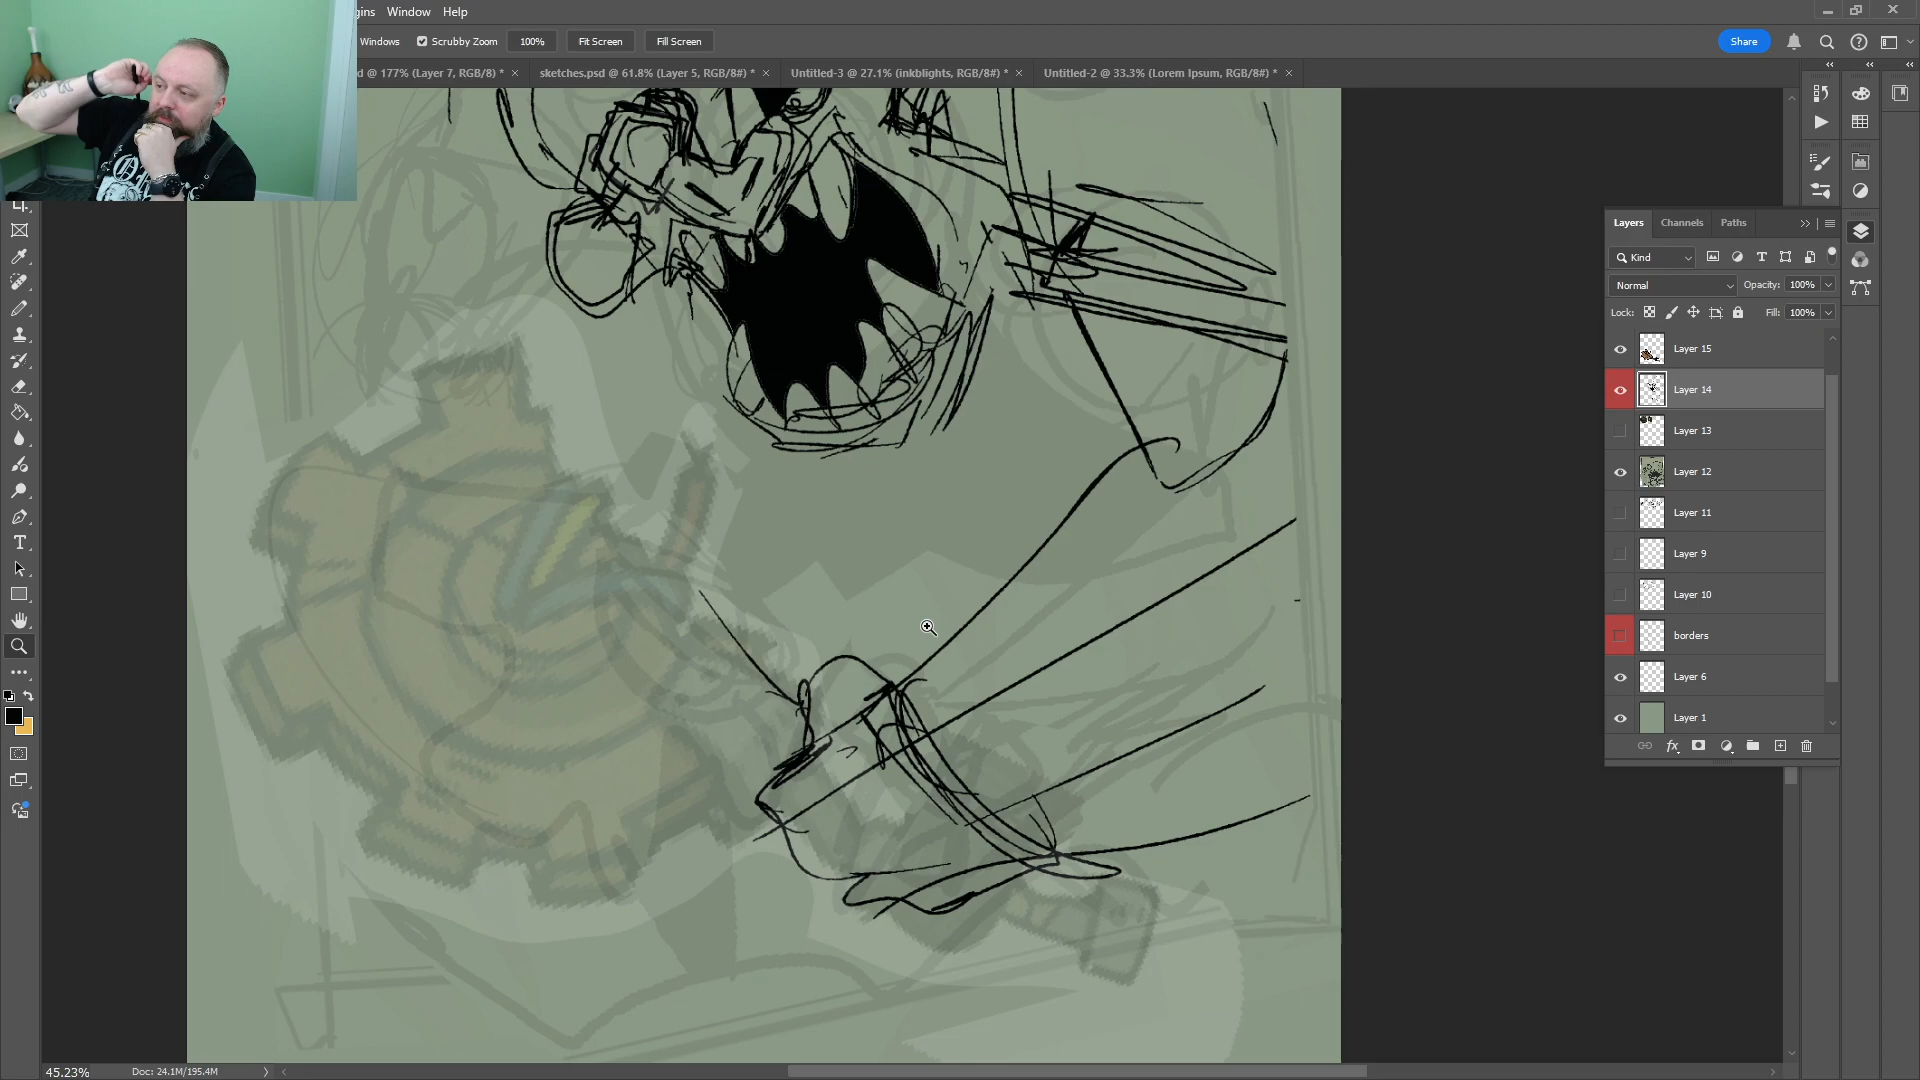 gins Window Help
Windows Scrubby Zoom 100% Fit Screen Fill Screen Share
d @ 177% (Layer 7, RGB/8) * sketches.psd @ 61.8% (Layer 5, RGB/8#) * Untitled-3 @ 27.1% (inkblights, RGB/8#) * Untitled-2 @ 33.3% (Lorem Ipsum, RGB/8#) *
Layers Channels Paths
Kind
Normal Opacity: 100%
Lock: Fill: 100%
Layer 15
Layer 14
Layer 13
Layer 12
Layer 11
Layer 9
Layer 10
borders
Layer 6
Layer 1
fx
45.23% Doc: 24.1M/195.4M